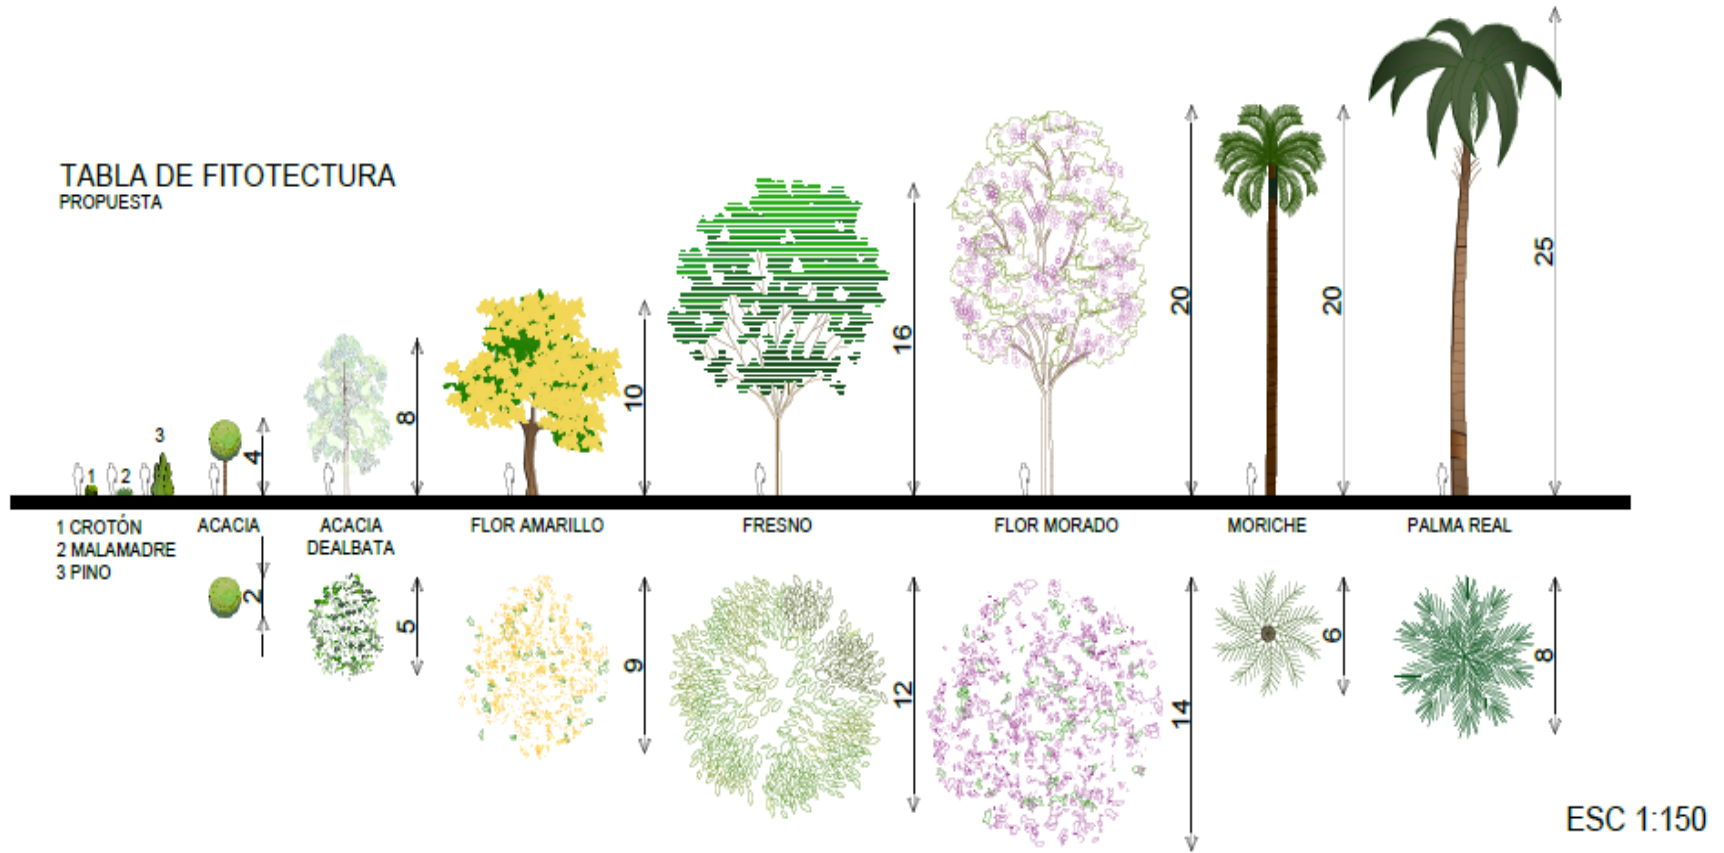 TABLA DE FITOTECTURA
PROPUESTA
1
2
3
4
8
10
16
20
20
25
1 CROTÓN
2 MALAMADRE
3 PINO
ACACIA
ACACIA
DEALBATA
FLOR AMARILLO
FRESNO
FLOR MORADO
MORICHE
PALMA REAL
2
5
9
12
14
6
8
ESC 1:150